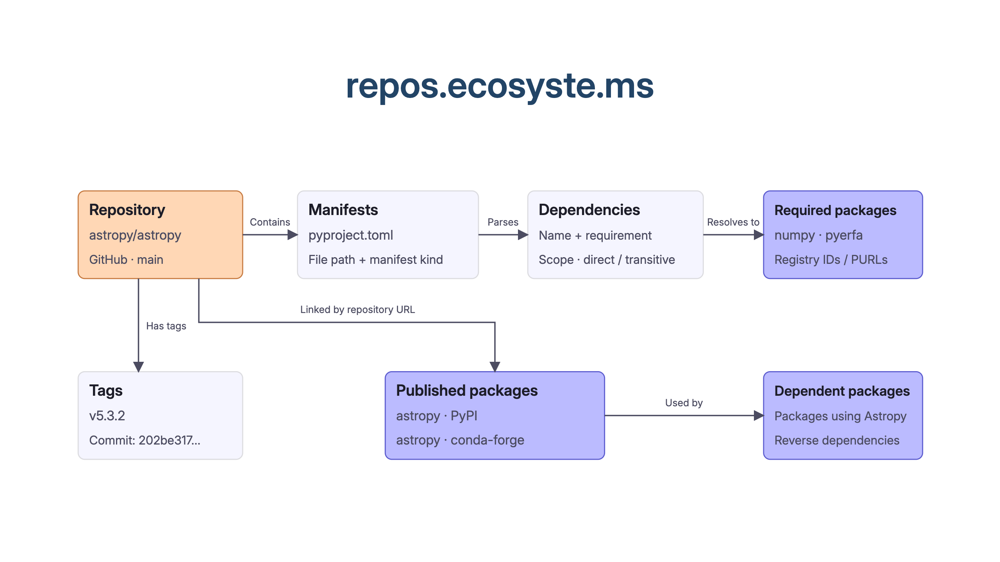 repos.ecosyste.ms
Repository
astropy/astropy
GitHub · main
Contains
Manifests
pyproject.toml
File path + manifest kind
Parses
Dependencies
Name + requirement
Scope · direct / transitive
Resolves to
Required packages
numpy · pyerfa
Registry IDs / PURLs
Linked by repository URL
Has tags
Tags
v5.3.2
Commit: 202be317...
Published packages
astropy · PyPI
astropy · conda-forge
Used by
Dependent packages
Packages using Astropy
Reverse dependencies